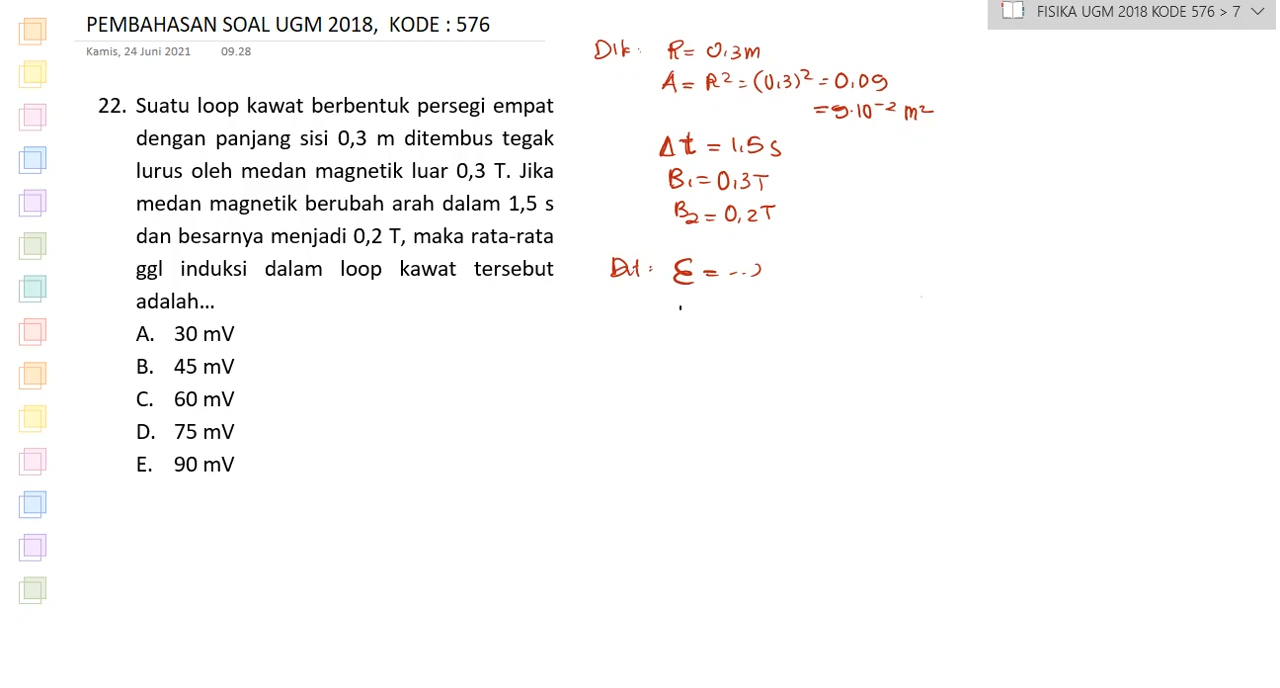 PEMBAHASAN SOAL UGM 2018, KODE : 576
Kamis, 24 Juni 2021 09.28
FISIKA UGM 2018 KODE 576 > 7
22. Suatu loop kawat berbentuk persegi empat
dengan panjang sisi 0,3 m ditembus tegak
lurus oleh medan magnetik luar 0,3 T. Jika
medan magnetik berubah arah dalam 1,5 s
dan besarnya menjadi 0,2 T, maka rata-rata
ggl induksi dalam loop kawat tersebut
adalah...
A. 30 mV
B. 45 mV
C. 60 mV
D. 75 mV
E. 90 mV
Dik: R = 0,3 m
A = R² = (0,3)² = 0,09
= 9·10⁻² m²
Δt = 1,5 s
B₁ = 0,3 T
B₂ = 0,2 T
Dit: ε = ...?